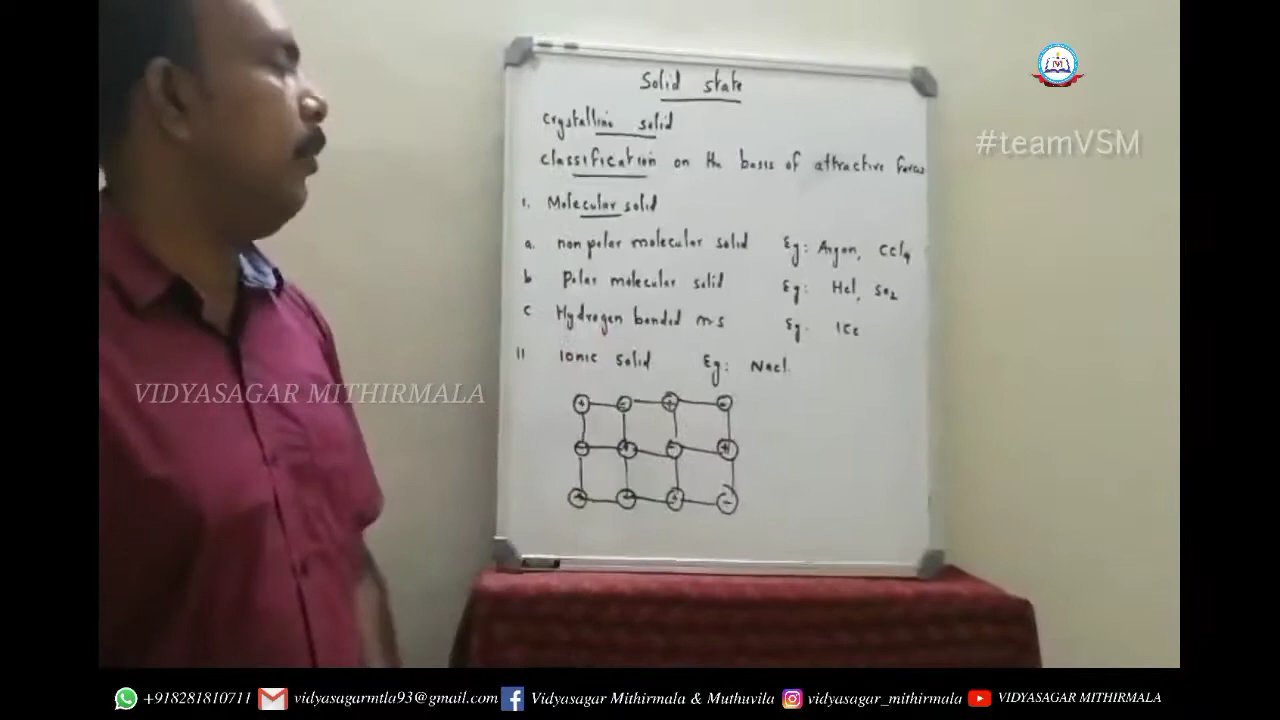 Solid state
Crystalline solid
classification on the basis of attractive forces
1. Molecular solid
a. non polar molecular solid Eg: Argon, CCl4
b Polar molecular solid Eg: Hcl, So2
c Hydrogen bonded m s Eg. ICe
II Ionic solid Eg: Nacl.
#teamVSM
VIDYASAGAR MITHIRMALA
+918281810711 vidyasagarmtla93@gmail.com Vidyasagar Mithirmala & Muthuvila vidyasagar_mithirmala VIDYASAGAR MITHIRMALA